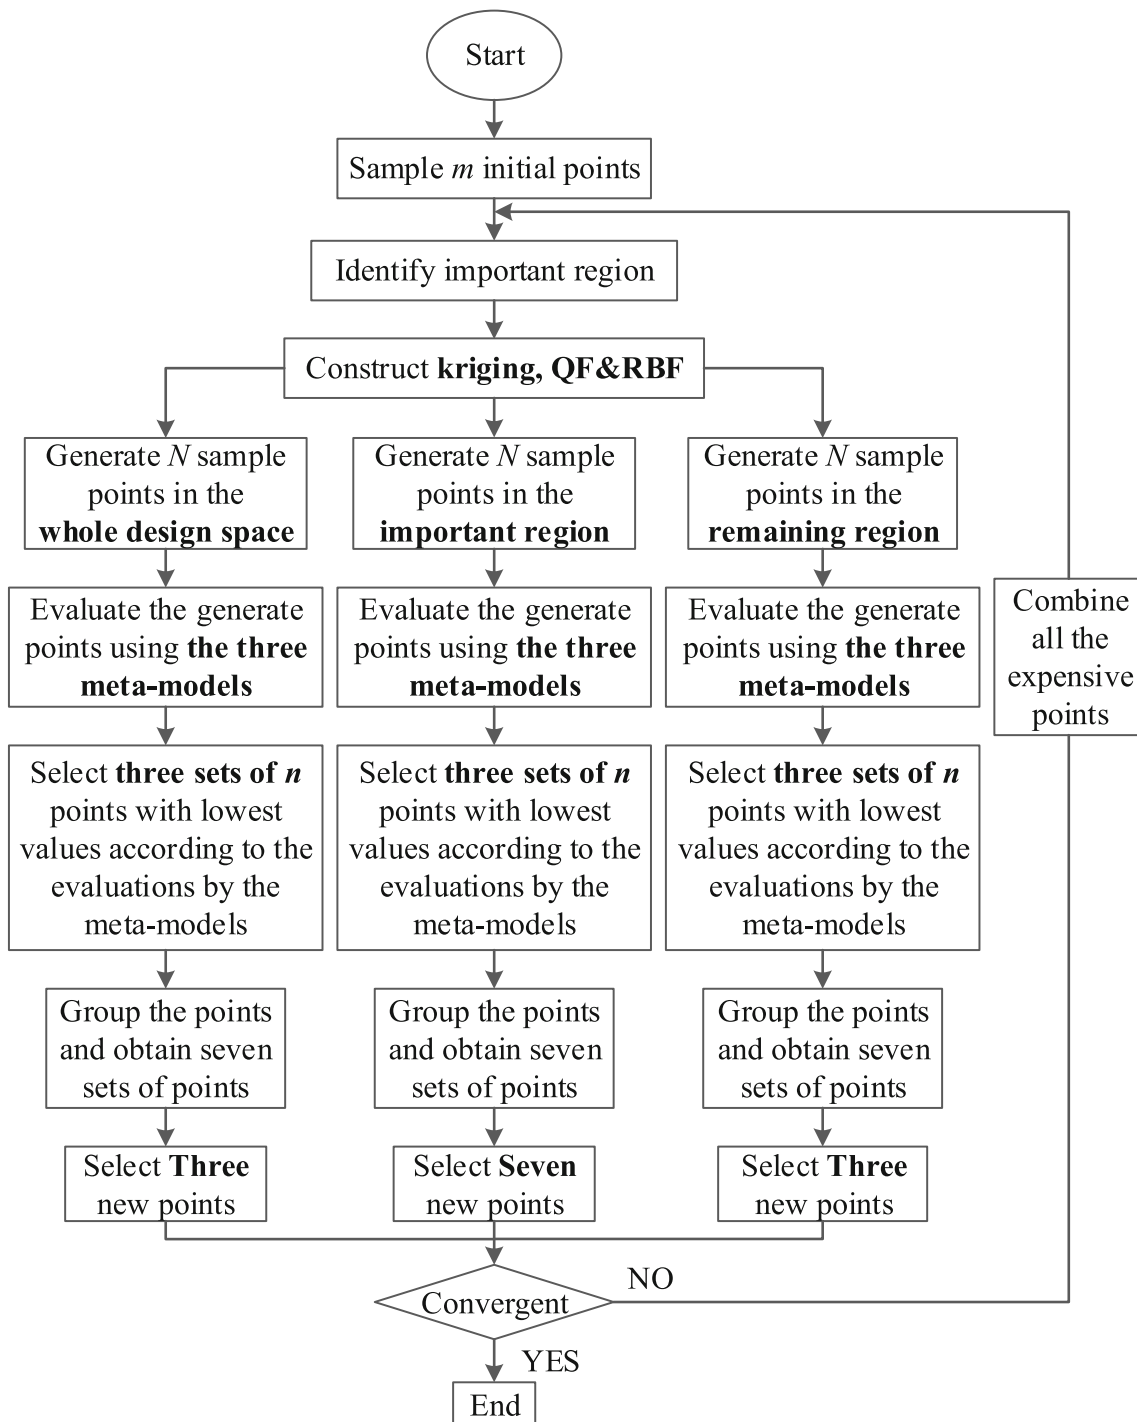 Start
Sample m initial points
Identify important region
Construct kriging, QF&RBF
Generate N sample
points in the
whole design space
Generate N sample
points in the
important region
Generate N sample
points in the
remaining region
Evaluate the generate
points using the three
meta-models
Evaluate the generate
points using the three
meta-models
Evaluate the generate
points using the three
meta-models
Combine
all the
expensive
points
Select three sets of n
points with lowest
values according to the
evaluations by the
meta-models
Select three sets of n
points with lowest
values according to the
evaluations by the
meta-models
Select three sets of n
points with lowest
values according to the
evaluations by the
meta-models
Group the points
and obtain seven
sets of points
Group the points
and obtain seven
sets of points
Group the points
and obtain seven
sets of points
Select Three
new points
Select Seven
new points
Select Three
new points
Convergent
NO
YES
End